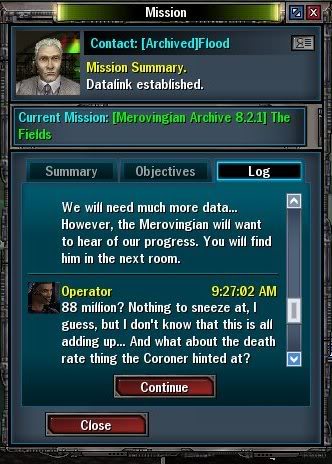 Mission
Contact: [Archived]Flood
Mission Summary.
Datalink established.
Current Mission: [Merovingian Archive 8.2.1] The
Fields
Summary
Objectives
Log
We will need much more data...
However, the Merovingian will want
to hear of our progress. You will find
him in the next room.
Operator 9:27:02 AM
88 million? Nothing to sneeze at, I
guess, but I don't know that this is all
adding up... And what about the death
rate thing the Coroner hinted at?
Continue
Close